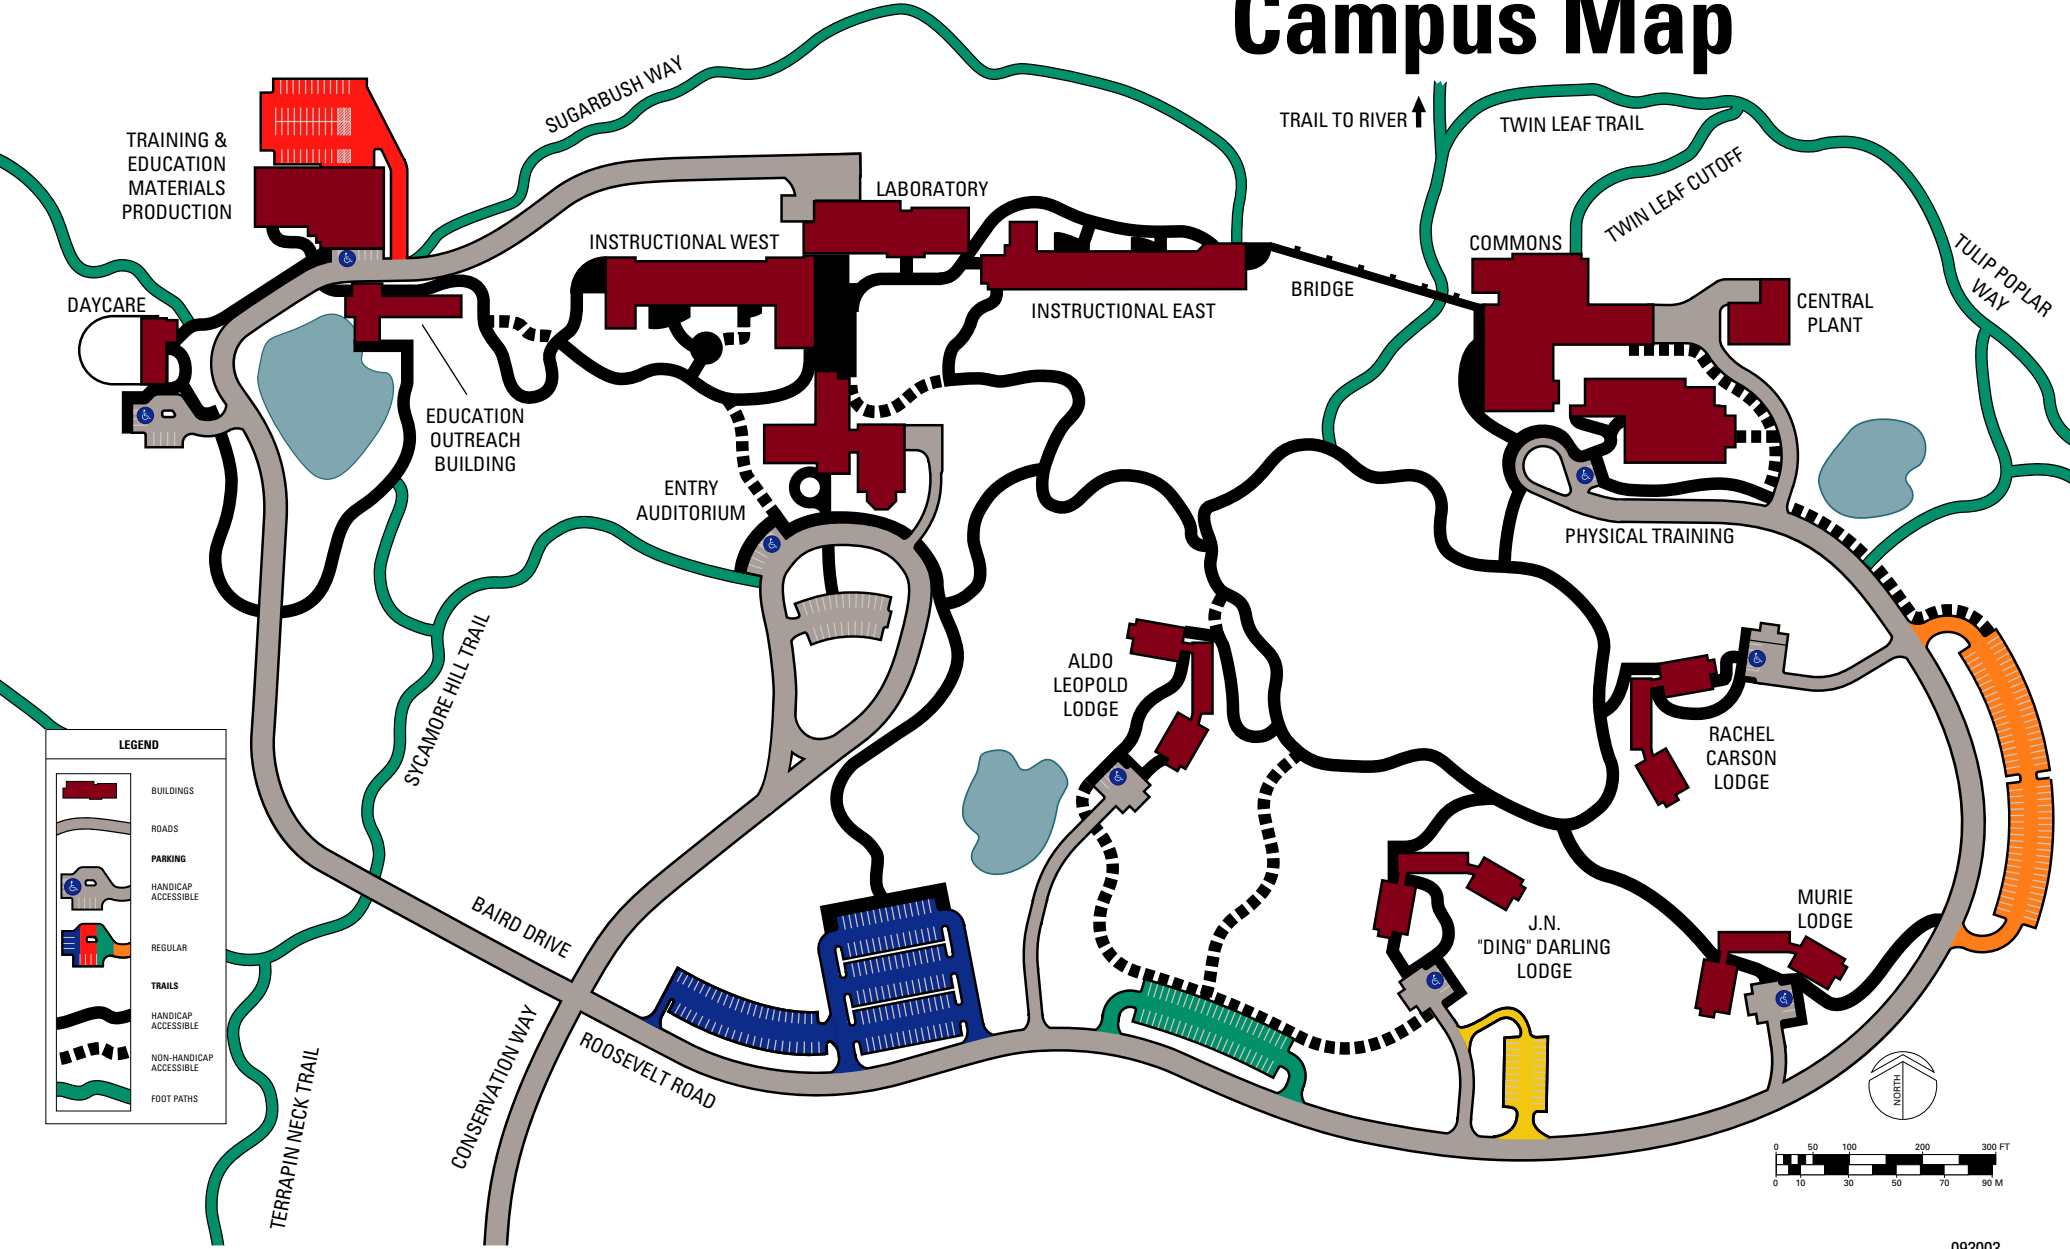 Campus Map
SUGARBUSH WAY
TRAIL TO RIVER
TWIN LEAF TRAIL
TWIN LEAF CUTOFF
TRAINING &
EDUCATION
MATERIALS
PRODUCTION
LABORATORY
INSTRUCTIONAL WEST
COMMONS
TULIP POPLAR
WAY
DAYCARE
BRIDGE
INSTRUCTIONAL EAST
CENTRAL
PLANT
EDUCATION
OUTREACH
BUILDING
ENTRY
AUDITORIUM
PHYSICAL TRAINING
SYCAMORE HILL TRAIL
ALDO
LEOPOLD
LODGE
RACHEL
CARSON
LODGE
LEGEND
BUILDINGS
ROADS
PARKING
HANDICAP
ACCESSIBLE
REGULAR
TRAILS
HANDICAP
ACCESSIBLE
NON-HANDICAP
ACCESSIBLE
FOOT PATHS
BAIRD DRIVE
J.N.
"DING" DARLING
LODGE
MURIE
LODGE
CONSERVATION WAY
ROOSEVELT ROAD
TERRAPIN NECK TRAIL
NORTH
0 50 100 200 300 FT
0 10 30 50 70 90 M
092003